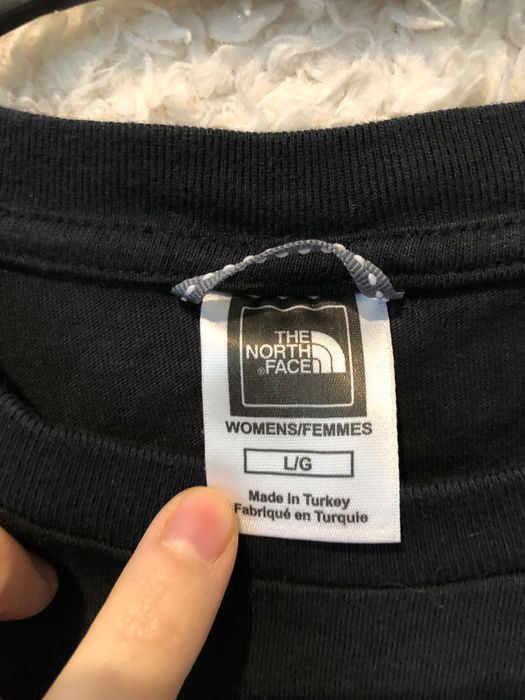 THE
NORTH
®FACE
WOMENS/FEMMES
L/G
Made in Turkey
Fabriqué en Turquie